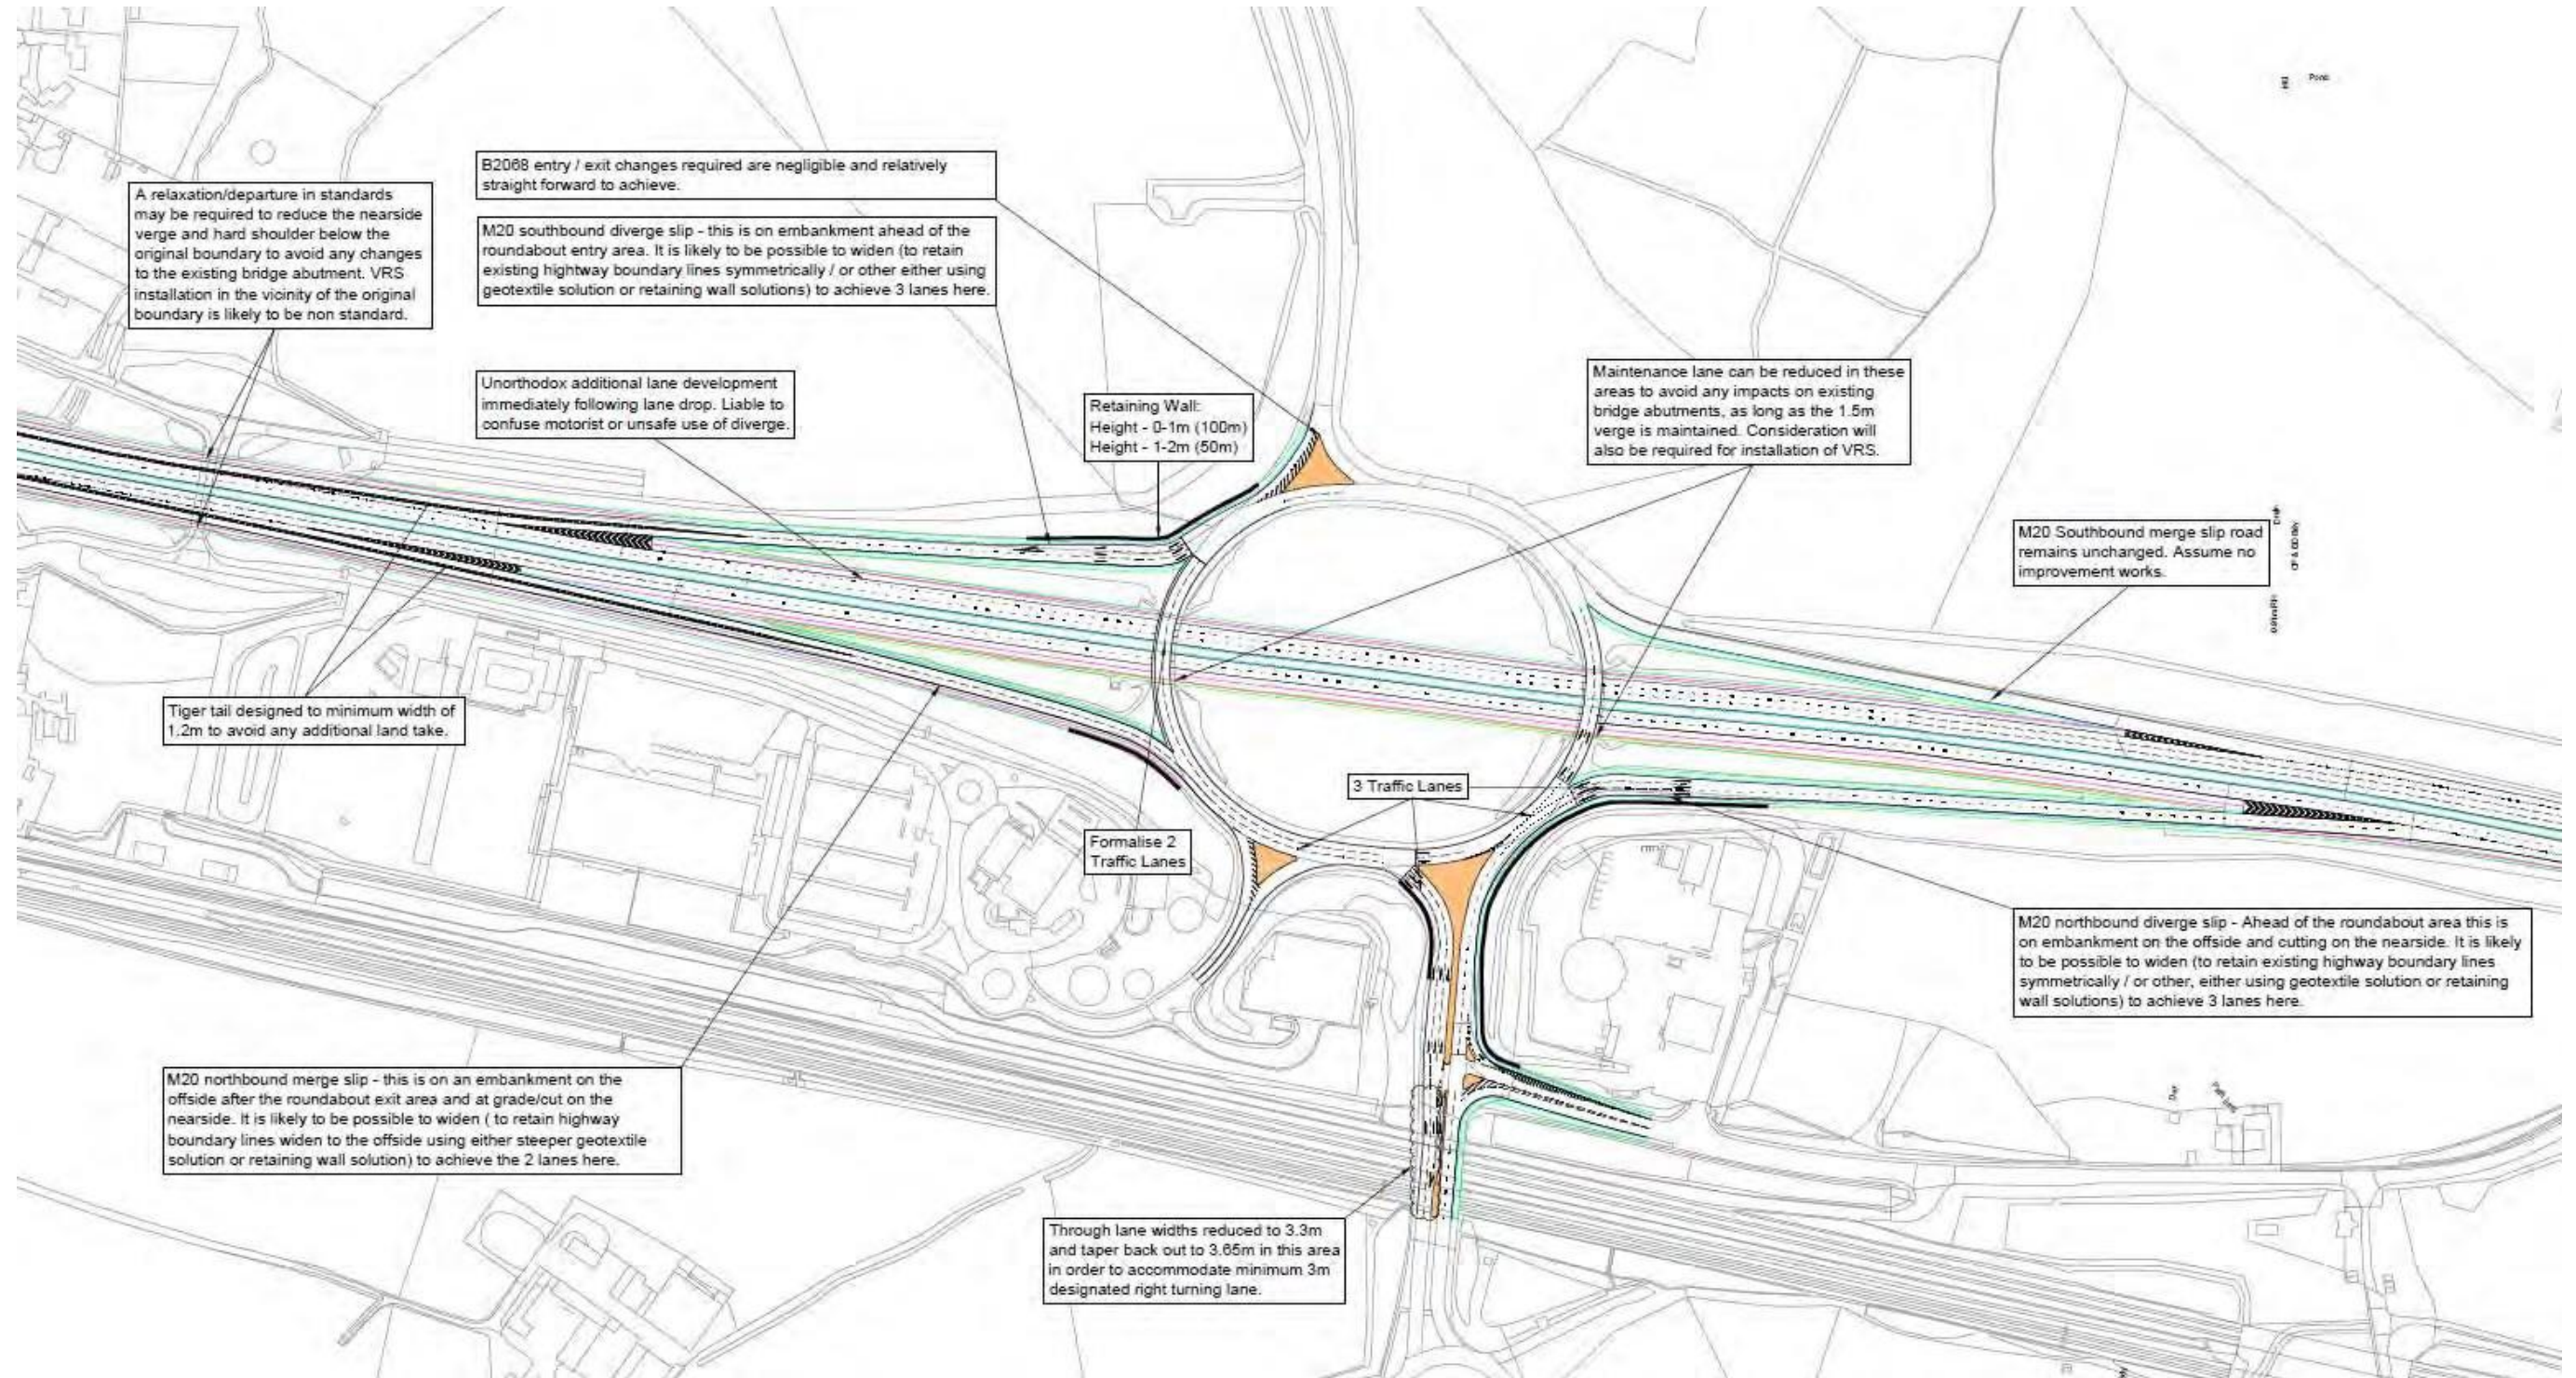 Pond
B2068 entry / exit changes required are negligible and relatively
straight forward to achieve.
A relaxation/departure in standards
may be required to reduce the nearside
verge and hard shoulder below the
original boundary to avoid any changes
to the existing bridge abutment. VRS
installation in the vicinity of the original
boundary is likely to be non standard.
M20 southbound diverge slip - this is on embankment ahead of the
roundabout entry area. It is likely to be possible to widen (to retain
existing hightway boundary lines symmetrically / or other either using
geotextile solution or retaining wall solutions) to achieve 3 lanes here.
Unorthodox additional lane development
immediately following lane drop. Liable to
confuse motorist or unsafe use of diverge.
Retaining Wall:
Height - 0-1m (100m)
Height - 1-2m (50m)
Maintenance lane can be reduced in these
areas to avoid any impacts on existing
bridge abutments, as long as the 1.5m
verge is maintained. Consideration will
also be required for installation of VRS.
M20 Southbound merge slip road
remains unchanged. Assume no
improvement works.
Drain
Tiger tail designed to minimum width of
1.2m to avoid any additional land take.
3 Traffic Lanes
Formalise 2
Traffic Lanes
M20 northbound diverge slip - Ahead of the roundabout area this is
on embankment on the offside and cutting on the nearside. It is likely
to be possible to widen (to retain existing highway boundary lines
symmetrically / or other, either using geotextile solution or retaining
wall solutions) to achieve 3 lanes here.
M20 northbound merge slip - this is on an embankment on the
offside after the roundabout exit area and at grade/cut on the
nearside. It is likely to be possible to widen ( to retain highway
boundary lines widen to the offside using either steeper geotextile
solution or retaining wall solution) to achieve the 2 lanes here.
Through lane widths reduced to 3.3m
and taper back out to 3.65m in this area
in order to accommodate minimum 3m
designated right turning lane.